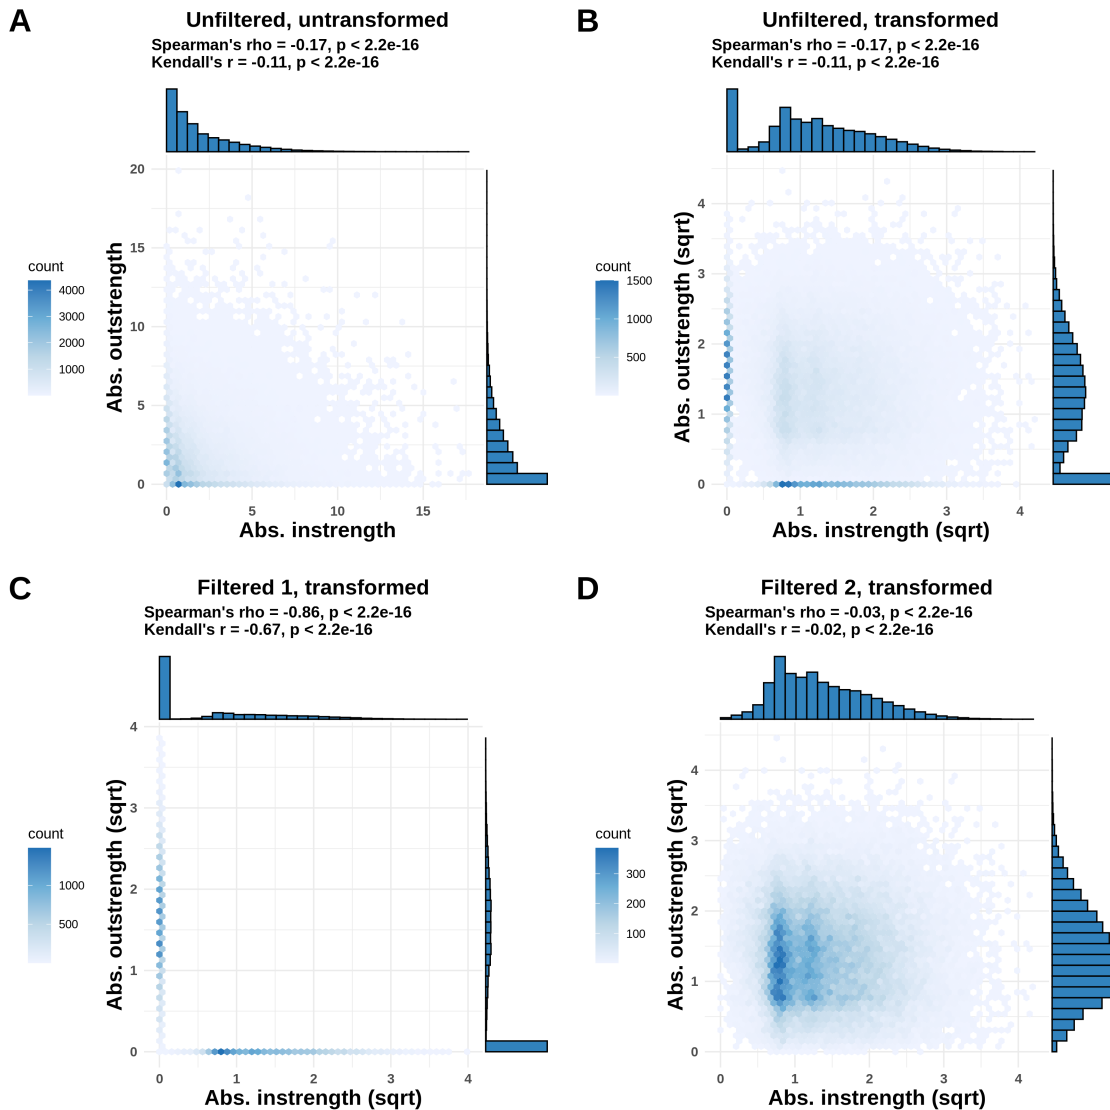 A
Unfiltered, untransformed
Spearman's rho = -0.17, p < 2.2e-16
Kendall's r = -0.11, p < 2.2e-16
20
15
10
5
0
Abs. outstrength
count
4000
3000
2000
1000
0
5
10
15
Abs. instrength
B
Unfiltered, transformed
Spearman's rho = -0.17, p < 2.2e-16
Kendall's r = -0.11, p < 2.2e-16
4
3
2
1
0
Abs. outstrength (sqrt)
count
1500
1000
500
0
1
2
3
4
Abs. instrength (sqrt)
C
Filtered 1, transformed
Spearman's rho = -0.86, p < 2.2e-16
Kendall's r = -0.67, p < 2.2e-16
4
3
2
1
0
Abs. outstrength (sqrt)
count
1000
500
0
1
2
3
4
Abs. instrength (sqrt)
D
Filtered 2, transformed
Spearman's rho = -0.03, p < 2.2e-16
Kendall's r = -0.02, p < 2.2e-16
4
3
2
1
0
Abs. outstrength (sqrt)
count
300
200
100
0
1
2
3
4
Abs. instrength (sqrt)